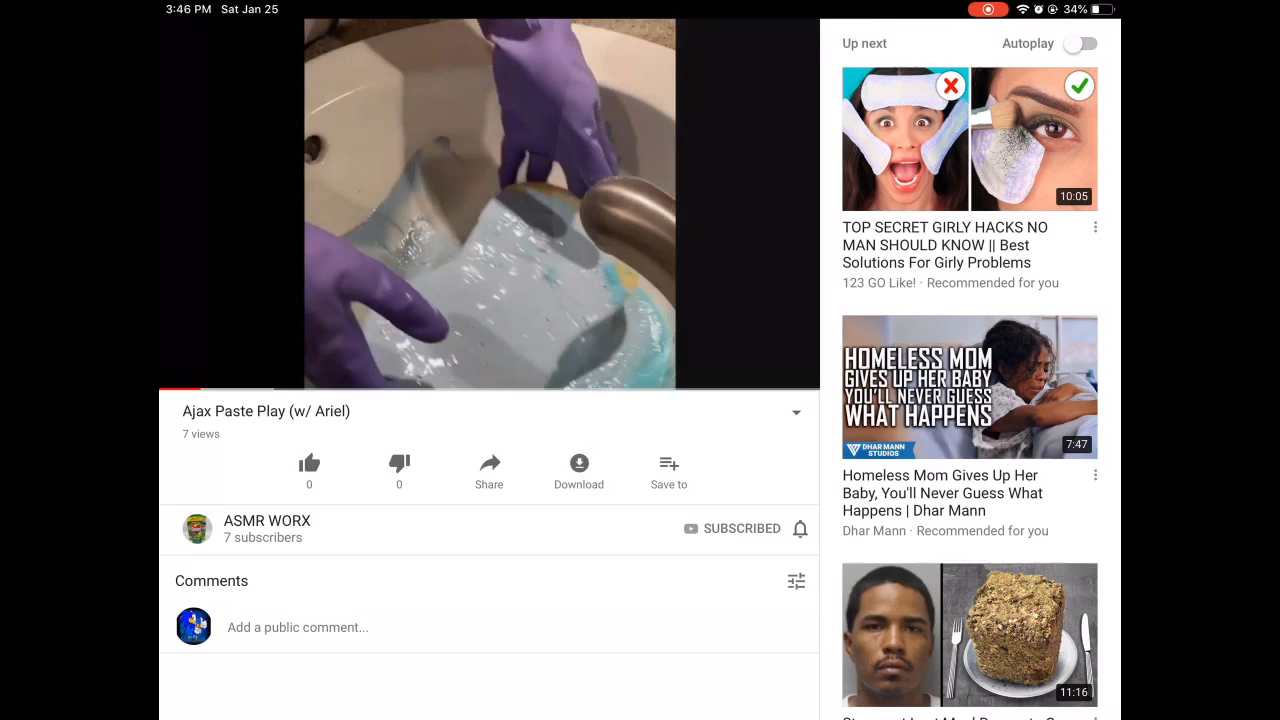 3:46 PM Sat Jan 25
34%
Ajax Paste Play (w/ Ariel)
7 views
0
0
Share
Download
Save to
ASMR WORX
7 subscribers
SUBSCRIBED
Comments
Add a public comment...
Up next
Autoplay
10:05
TOP SECRET GIRLY HACKS NO
MAN SHOULD KNOW || Best
Solutions For Girly Problems
123 GO Like! · Recommended for you
HOMELESS MOM
GIVES UP HER BABY
YOU'LL NEVER GUESS
WHAT HAPPENS
DHAR MANN
STUDIOS
7:47
Homeless Mom Gives Up Her
Baby, You'll Never Guess What
Happens | Dhar Mann
Dhar Mann · Recommended for you
11:16